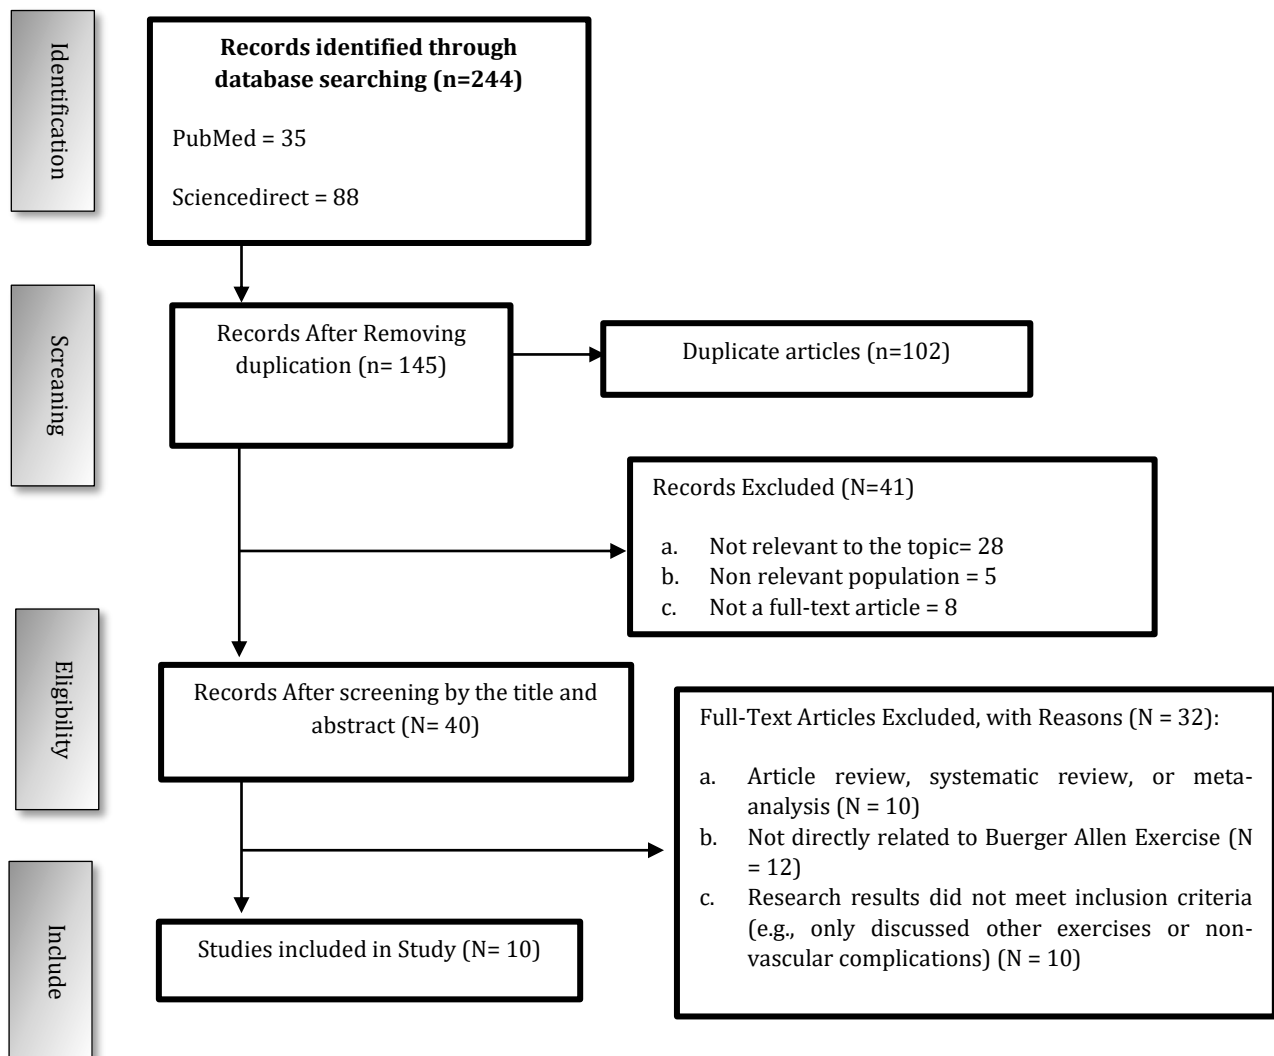 Identification
Records identified through
database searching (n=244)
PubMed = 35
Sciencedirect = 88
Screaning
Records After Removing
duplication (n= 145)
Duplicate articles (n=102)
Records Excluded (N=41)
a. Not relevant to the topic= 28
b. Non relevant population = 5
c. Not a full-text article = 8
Eligibility
Records After screening by the title and
abstract (N= 40)
Full-Text Articles Excluded, with Reasons (N = 32):
a. Article review, systematic review, or meta-
analysis (N = 10)
b. Not directly related to Buerger Allen Exercise (N
= 12)
c. Research results did not meet inclusion criteria
(e.g., only discussed other exercises or non-
vascular complications) (N = 10)
Include
Studies included in Study (N= 10)